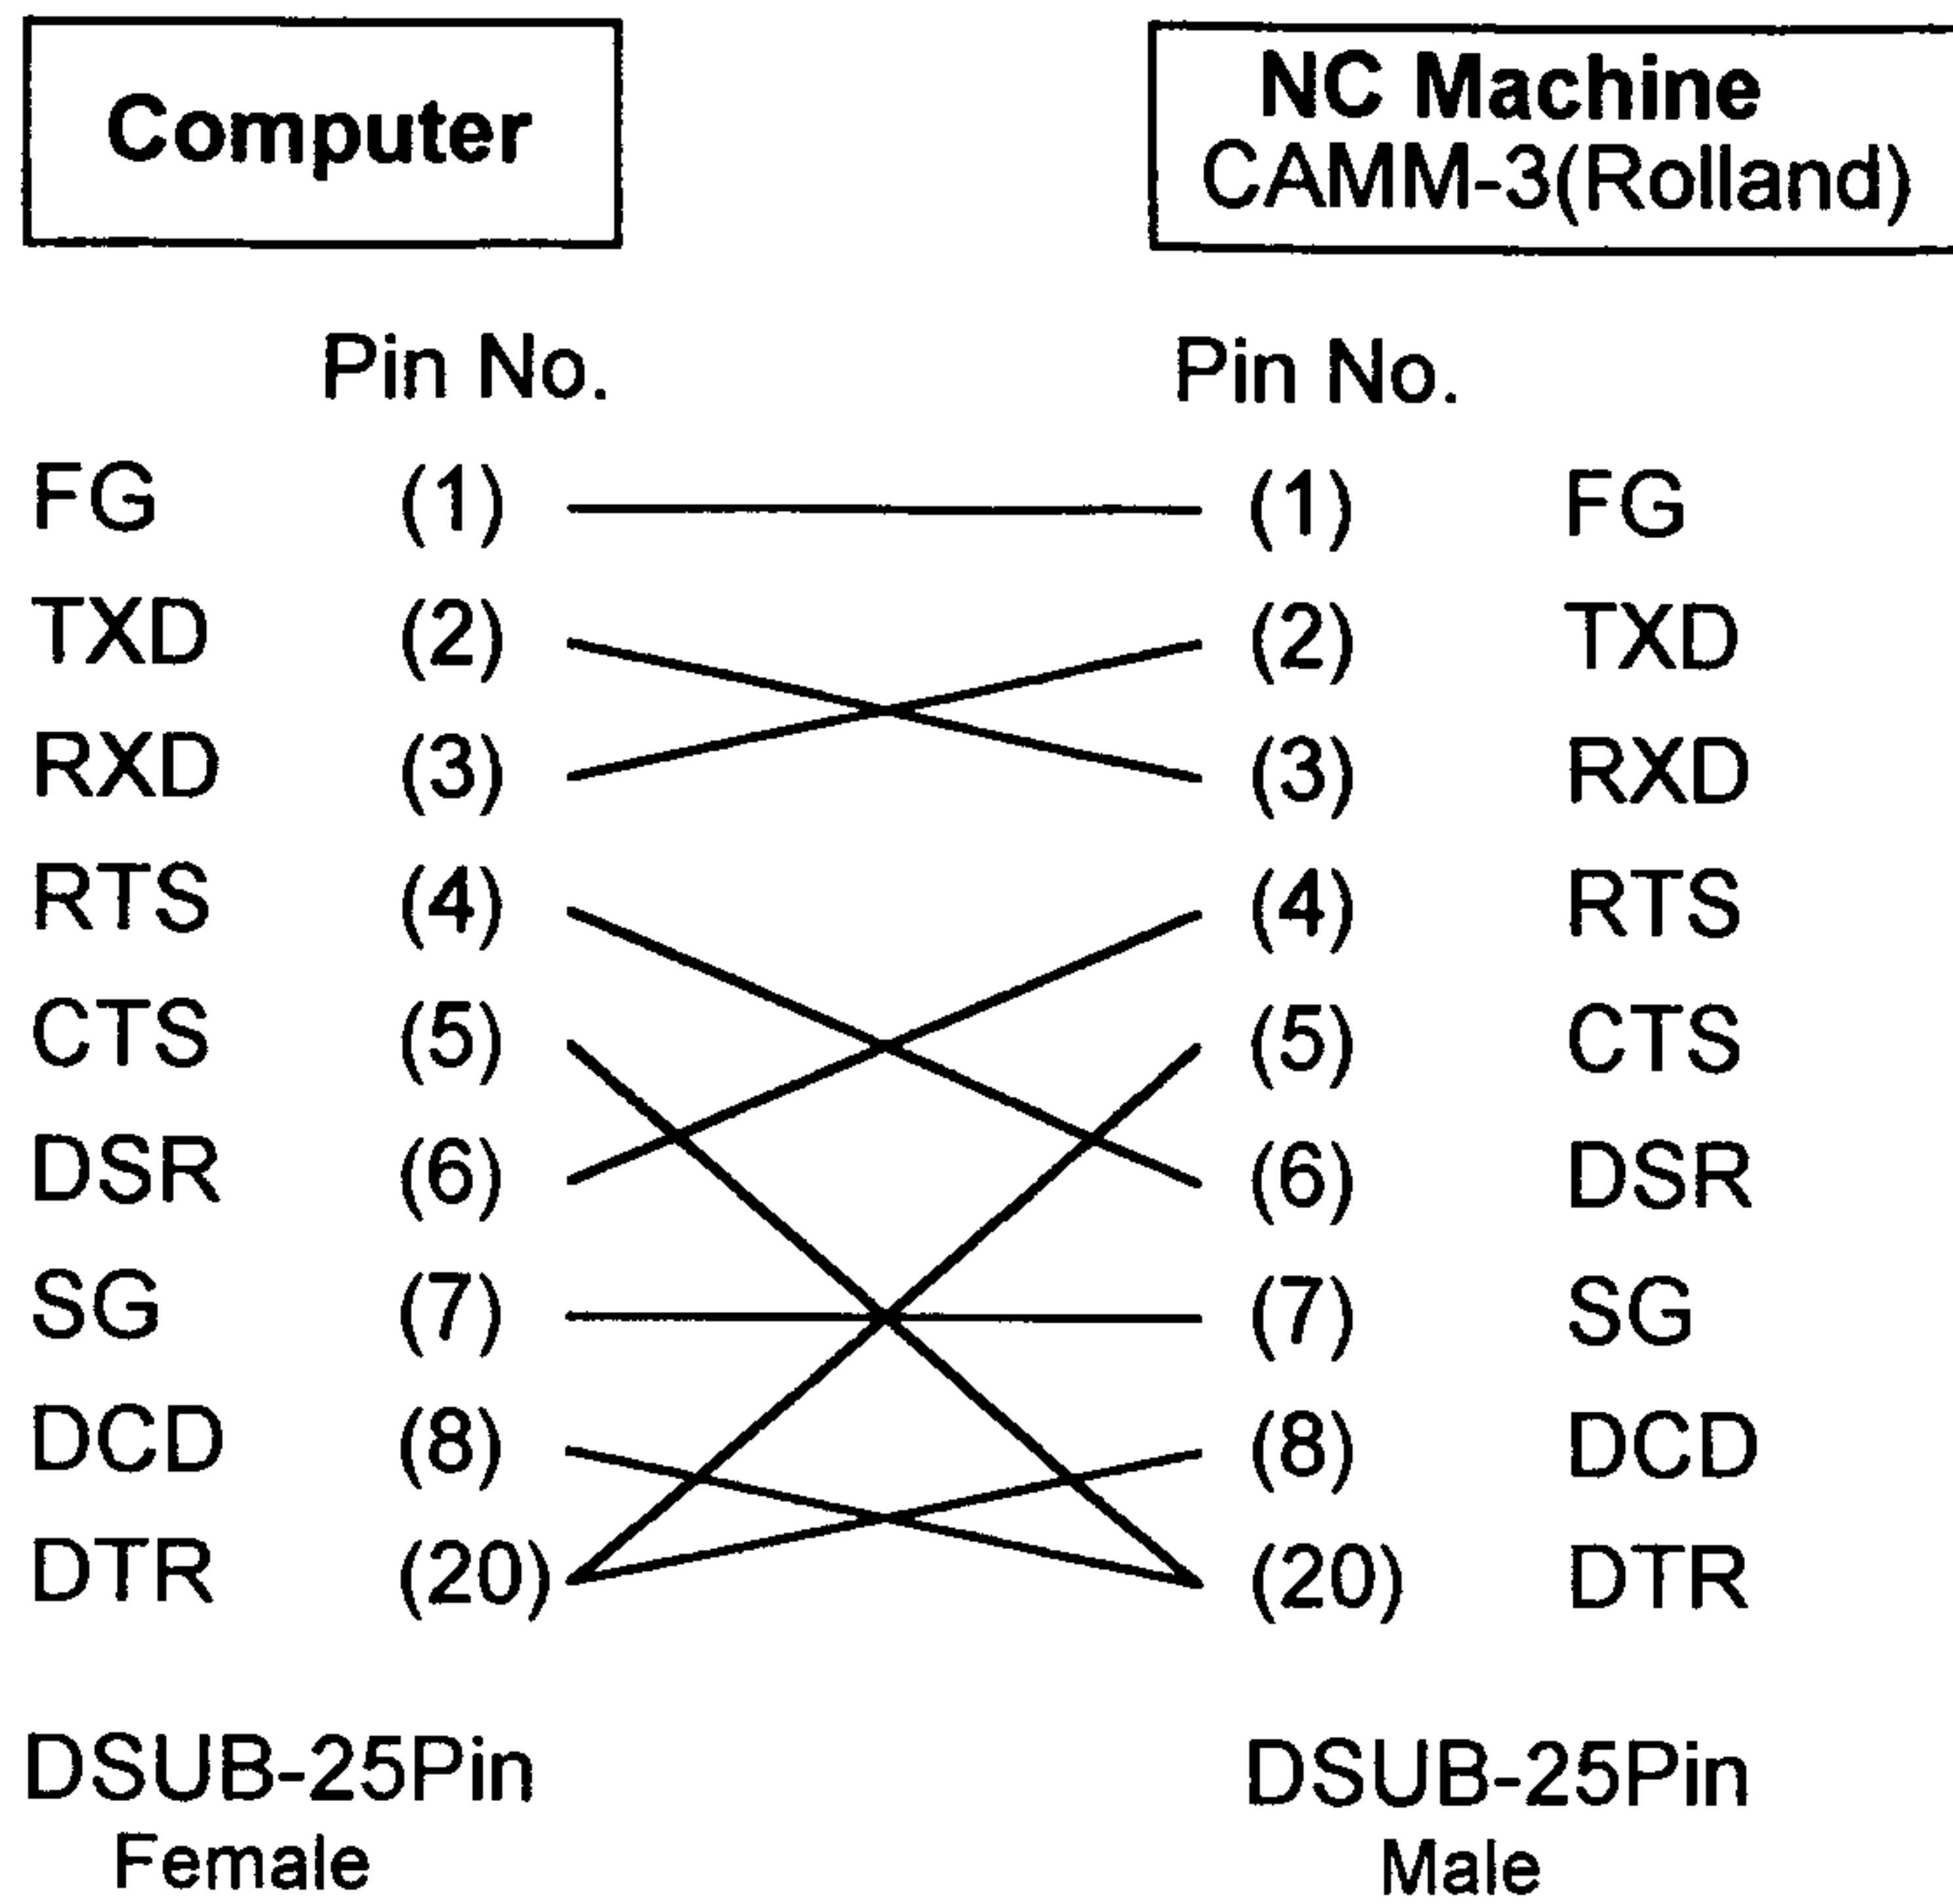 Computer
NC Machine
CAMM-3(Rolland)
Pin No. Pin No.
FG (1) (1) FG
TXD (2) (2) TXD
RXD (3) (3) RXD
RTS (4) (4) RTS
CTS (5) (5) CTS
DSR (6) (6) DSR
SG (7) (7) SG
DCD (8) (8) DCD
DTR (20) (20) DTR
DSUB-25Pin DSUB-25Pin
Female Male